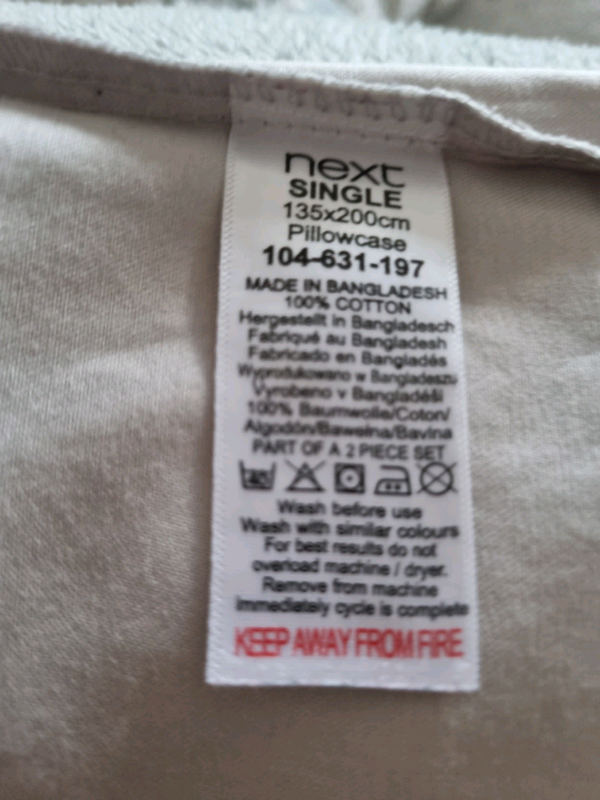 next
SINGLE
135x200cm
Pillowcase
104-631-197
MADE IN BANGLADESH
100% COTTON
Hergestellt in Bangladesch
Fabriqué au Bangladesh
Fabricado en Bangladés
Wyprodukowano w Bangladeszu
Vyrobeno v Bangladéši
100% Baumwolle/Coton/
Algodón/Bawełna/Bavlna
PART OF A 2 PIECE SET
40
Wash before use
Wash with similar colours
For best results do not
overload machine / dryer.
Remove from machine
immediately cycle is complete
KEEP AWAY FROM FIRE